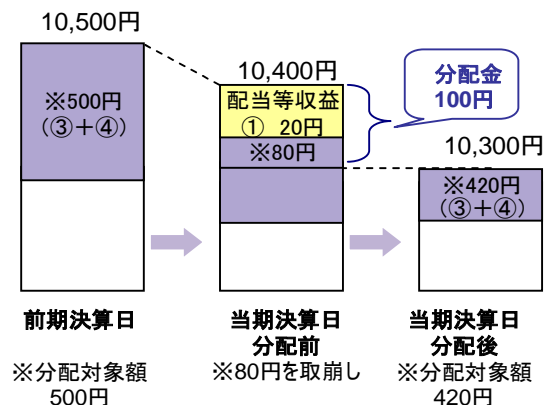 10,500円
※500円
（③＋④）
10,400円
配当等収益
① 20円
※80円
分配金
100円
10,300円
※420円
（③＋④）
前期決算日
※分配対象額
500円
当期決算日
分配前
※80円を取崩し
当期決算日
分配後
※分配対象額
420円